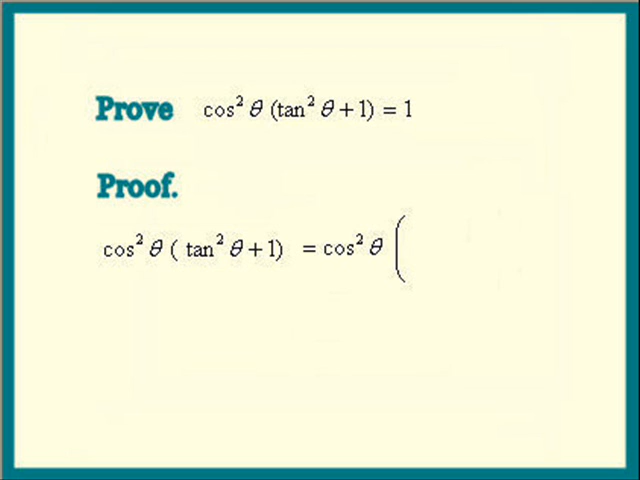 Prove cos² θ (tan² θ + 1) = 1
Proof.
cos² θ ( tan² θ + 1) = cos² θ (